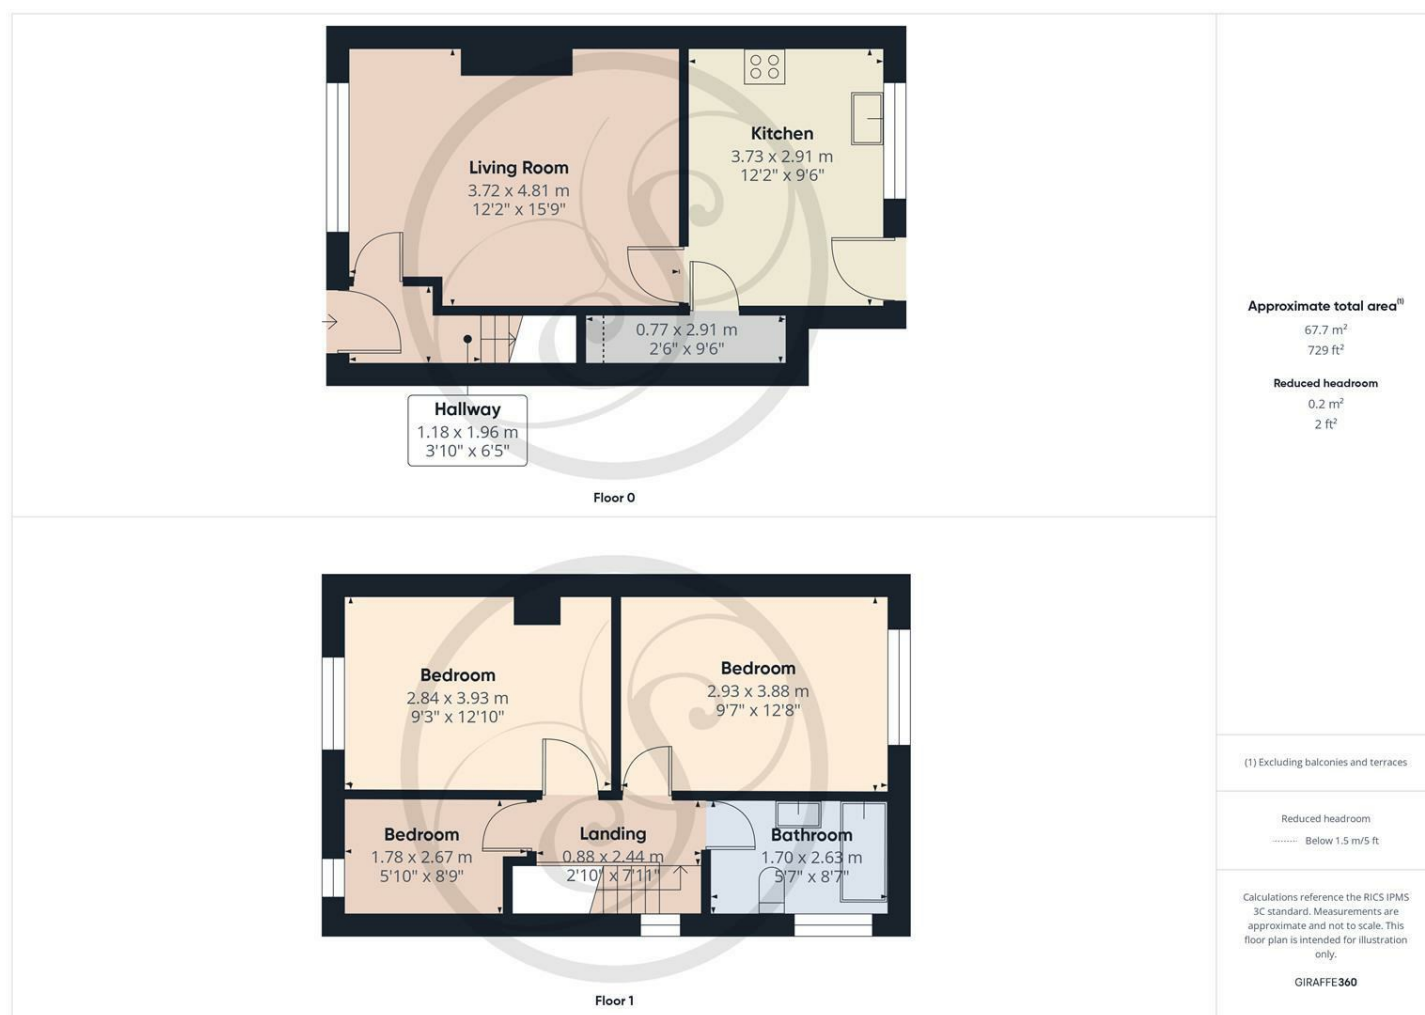 Living Room
3.72 x 4.81 m
12'2" x 15'9"
Kitchen
3.73 x 2.91 m
12'2" x 9'6"
0.77 x 2.91 m
2'6" x 9'6"
Hallway
1.18 x 1.96 m
3'10" x 6'5"
Floor 0
Bedroom
2.84 x 3.93 m
9'3" x 12'10"
Bedroom
2.93 x 3.88 m
9'7" x 12'8"
Bedroom
1.78 x 2.67 m
5'10" x 8'9"
Landing
0.88 x 2.44 m
2'10" x 7'11"
Bathroom
1.70 x 2.63 m
5'7" x 8'7"
Floor 1
Approximate total area(1)
67.7 m²
729 ft²
Reduced headroom
0.2 m²
2 ft²
(1) Excluding balconies and terraces
Reduced headroom
Below 1.5 m/5 ft
Calculations reference the RICS IPMS
3C standard. Measurements are
approximate and not to scale. This
floor plan is intended for illustration
only.
GIRAFFE360